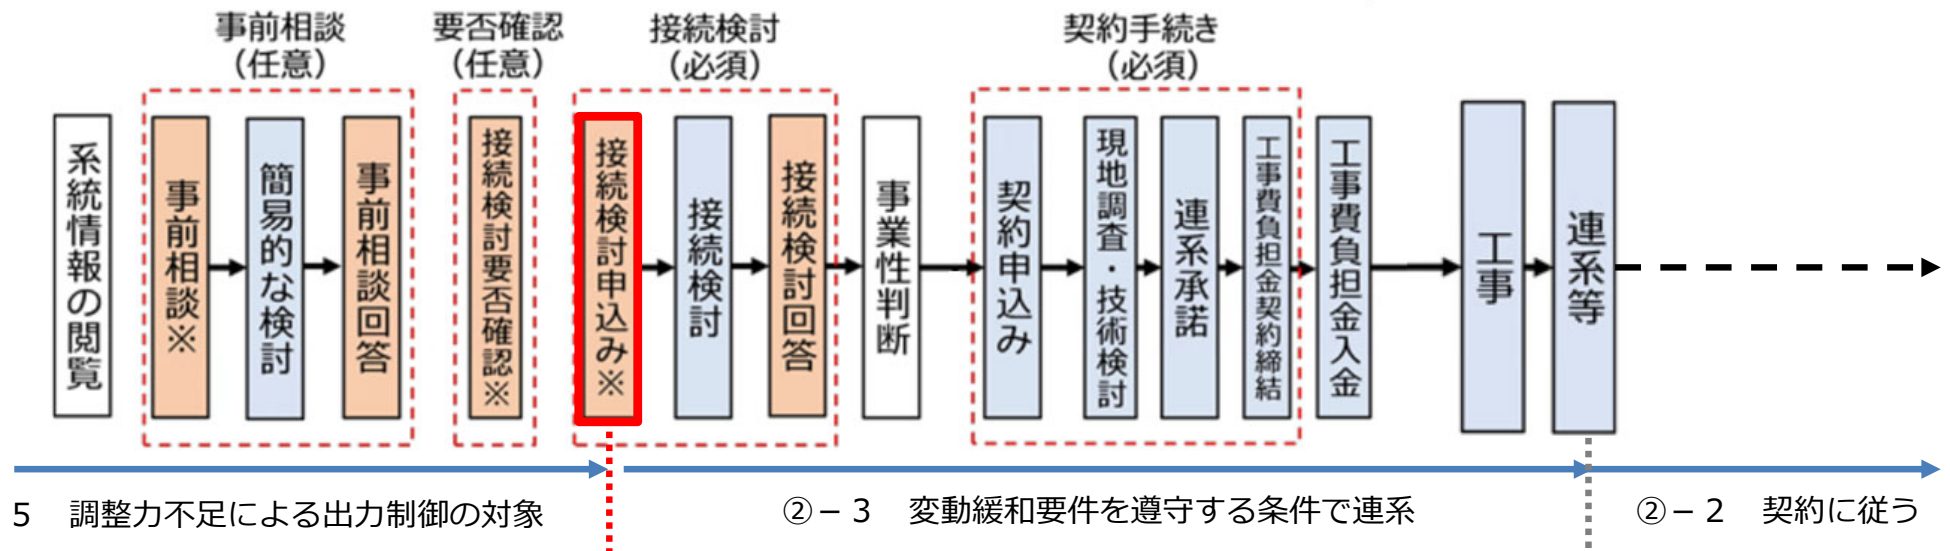 事前相談
（任意）
要否確認
（任意）
接続検討
（必須）
契約手続き
（必須）
系統情報の閲覧
事前相談※
簡易的な検討
事前相談回答
接続検討要否確認※
接続検討申込み※
接続検討
接続検討回答
事業性判断
契約申込み
現地調査・技術検討
連系承諾
工事費負担金契約締結
工事費負担金入金
工事
連系等
5　調整力不足による出力制御の対象
②－３　変動緩和要件を遵守する条件で連系
②－２　契約に従う